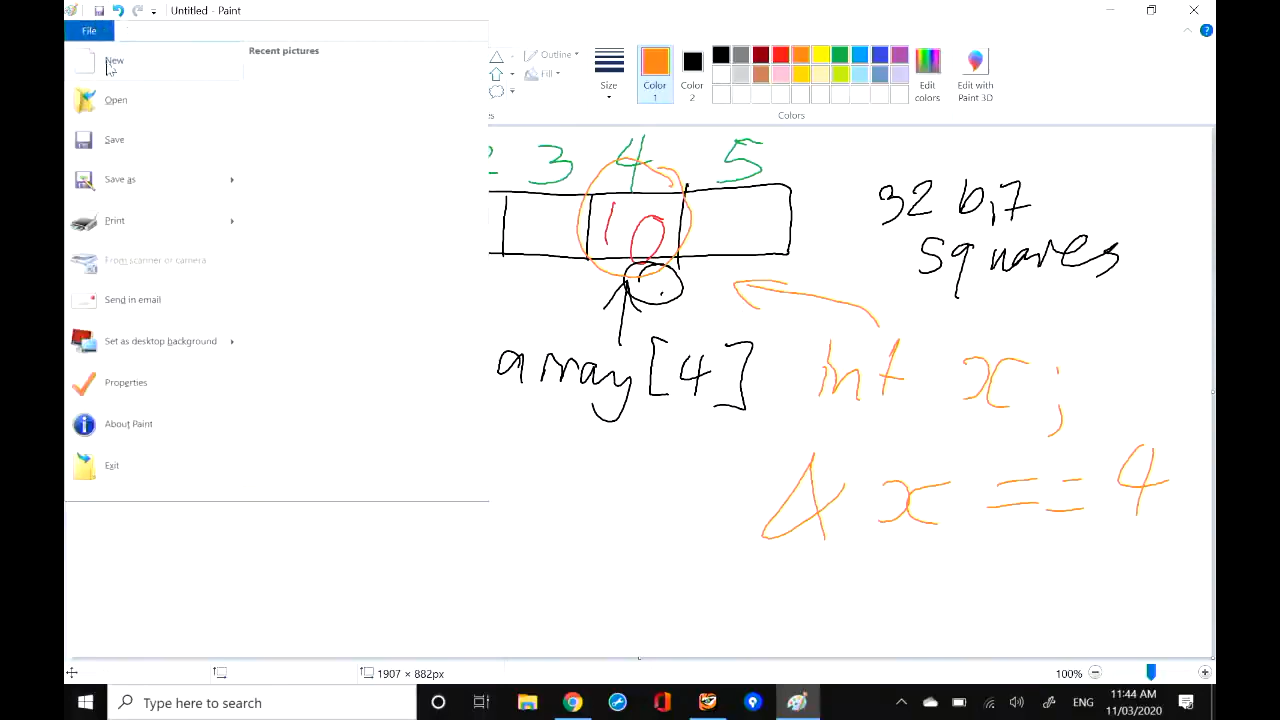 Untitled - Paint
File
Recent pictures
New
Open
Save
Save as
Print
From scanner or camera
Send in email
Set as desktop background
Properties
About Paint
Exit
Outline
Fill
Size
Color 1
Color 2
Edit colors
Edit with Paint 3D
Colors
3 4 5
10
32 bit
squares
array[4]
int x;
&x == 4
1907 × 882px
100%
Type here to search
ENG
11:44 AM
11/03/2020